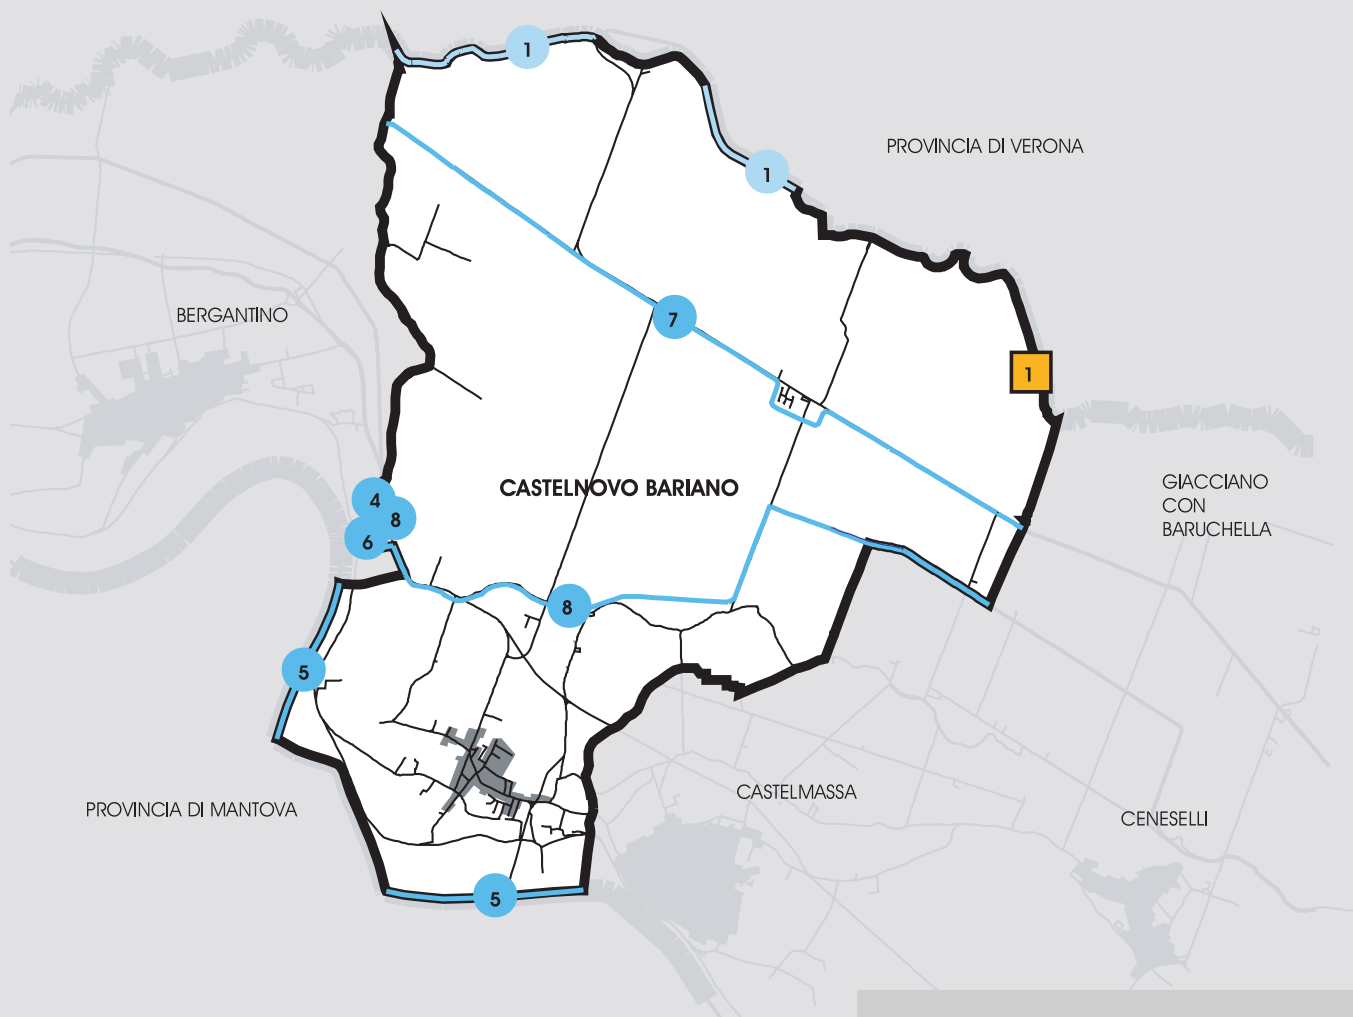 1
1
PROVINCIA DI VERONA
BERGANTINO
7
1
CASTELNOVO BARIANO
4
8
6
GIACCIANO
CON
BARUCHELLA
8
5
PROVINCIA DI MANTOVA
CASTELMASSA
CENESELLI
5